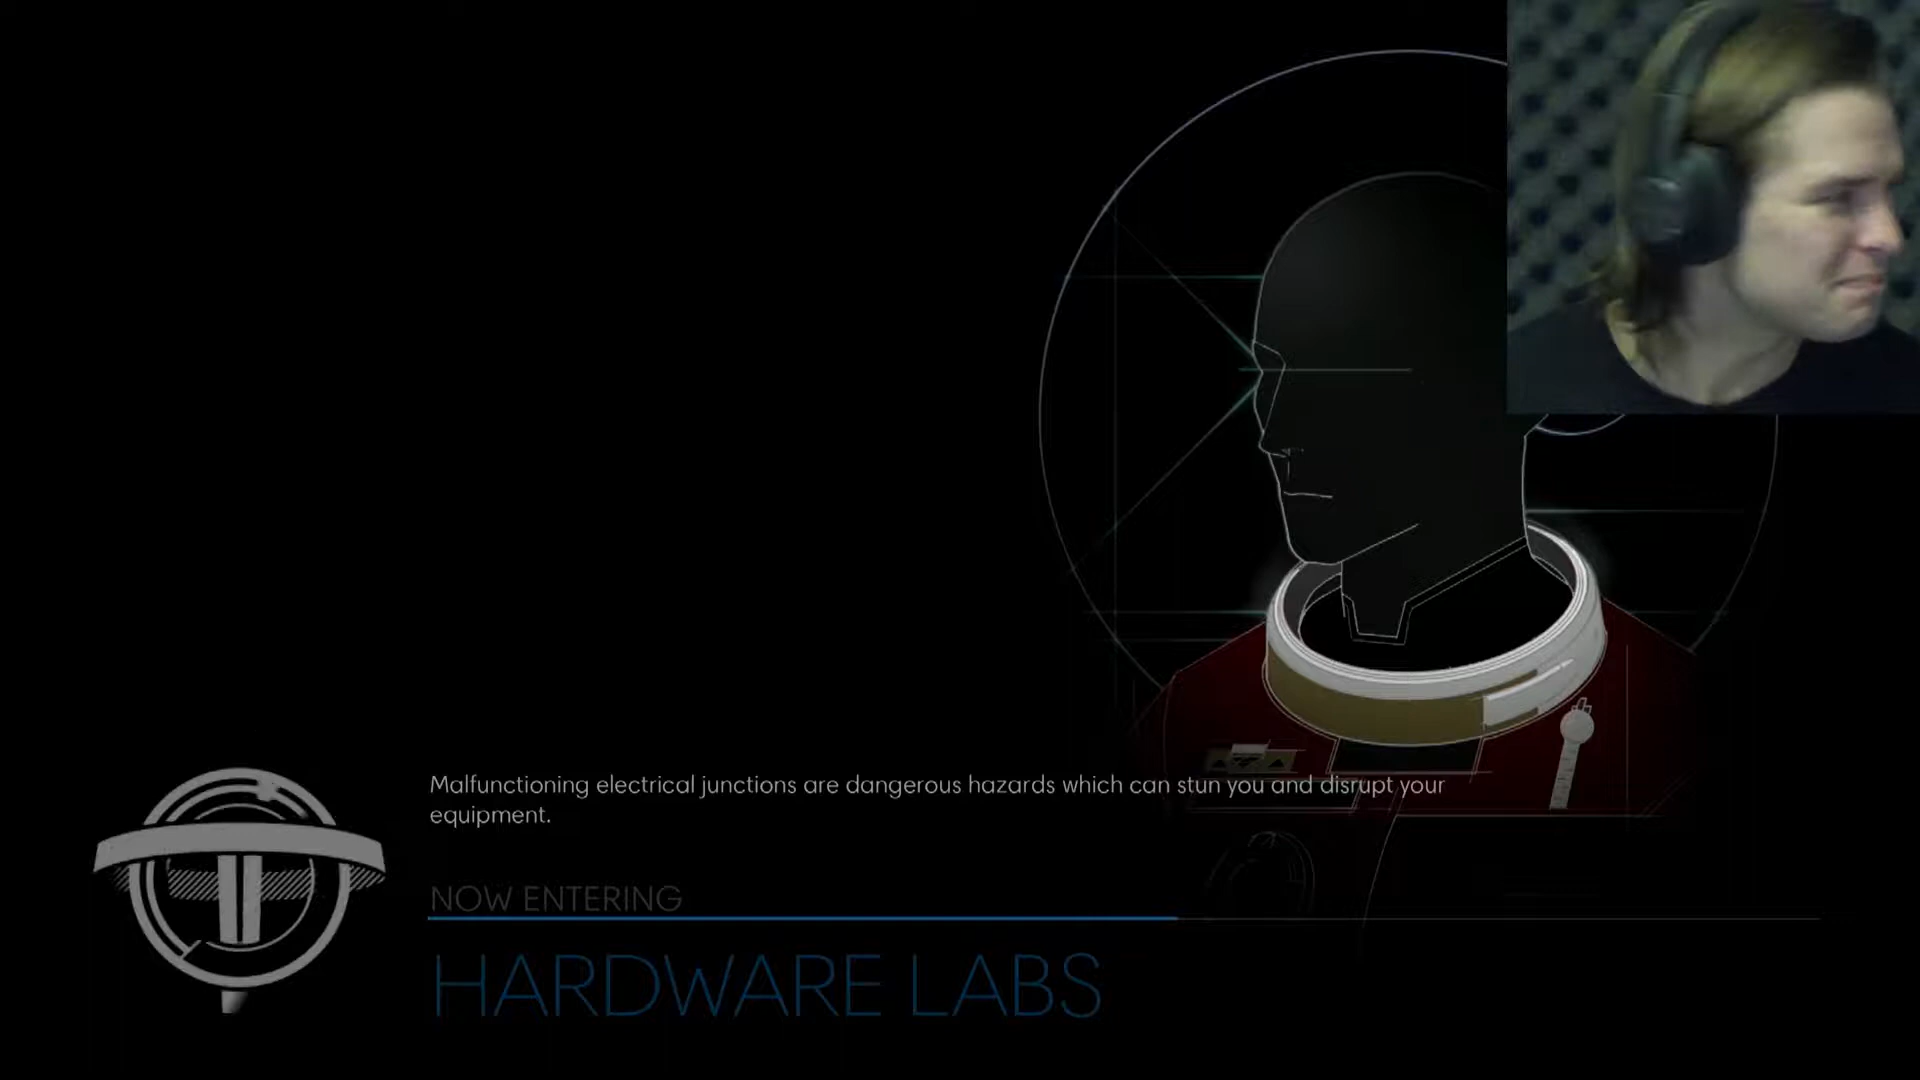 Malfunctioning electrical junctions are dangerous hazards which can stun you and disrupt your
equipment.
NOW ENTERING
HARDWARE LABS